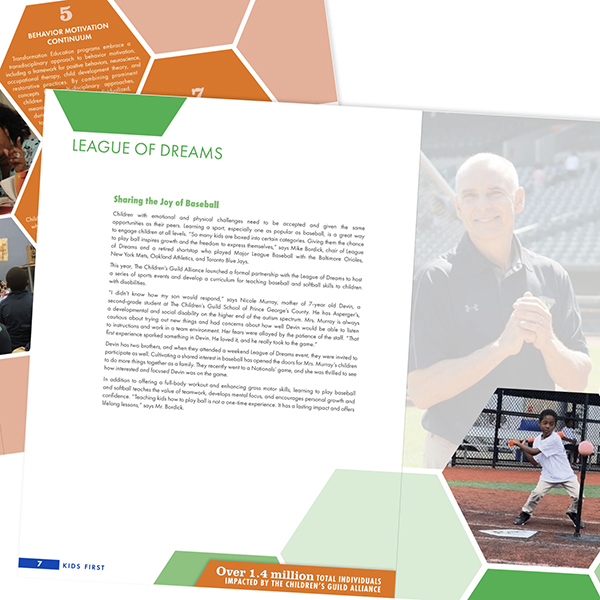 5
BEHAVIOR MOTIVATION
CONTINUUM
Transformation Education programs embrace a
transdisciplinary approach to behavior motivation,
including a framework for positive behaviors, neuroscience,
occupational therapy, child development theory, and
restorative practices. By combining prominent
concepts
children
7
LEAGUE OF DREAMS
Sharing the Joy of Baseball
Children with emotional and physical challenges need to be accepted and given the same
opportunities as their peers. Learning a sport, especially one as popular as baseball, is a great way
to engage children at all levels. “So many kids are boxed into certain categories. Giving them the chance
to play ball inspires growth and the freedom to express themselves,” says Mike Bordick, chair of League
of Dreams and a retired shortstop who played Major League Baseball with the Baltimore Orioles,
New York Mets, Oakland Athletics, and Toronto Blue Jays.
This year, The Children’s Guild Alliance launched a formal partnership with the League of Dreams to host
a series of sports events and develop a curriculum for teaching baseball and softball skills to children
with disabilities.
“I didn’t know how my son would respond,” says Nicole Murray, mother of 7-year old Devin, a
second-grade student at The Children’s Guild School of Prince George’s County. He has Asperger’s,
a developmental and social disability on the higher end of the autism spectrum. Mrs. Murray is always
cautious about trying out new things and had concerns about how well Devin would be able to listen
to instructions and work in a team environment. Her fears were allayed by the patience of the staff. “That
first experience sparked something in Devin. He loved it, and he really took to the game.”
Devin has two brothers, and when they attended a weekend League of Dreams event, they were invited to
participate as well. Cultivating a shared interest in baseball has opened the doors for Mrs. Murray’s children
to do more things together as a family. They recently went to a Nationals’ game, and she was thrilled to see
how interested and focused Devin was on the game.
In addition to offering a full-body workout and enhancing gross motor skills, learning to play baseball
and softball teaches the value of teamwork, develops mental focus, and encourages personal growth and
confidence. “Teaching kids how to play ball is not a one-time experience. It has a lasting impact and offers
lifelong lessons,” says Mr. Bordick.
7 KIDS FIRST
Over 1.4 million TOTAL INDIVIDUALS
IMPACTED BY THE CHILDREN’S GUILD ALLIANCE